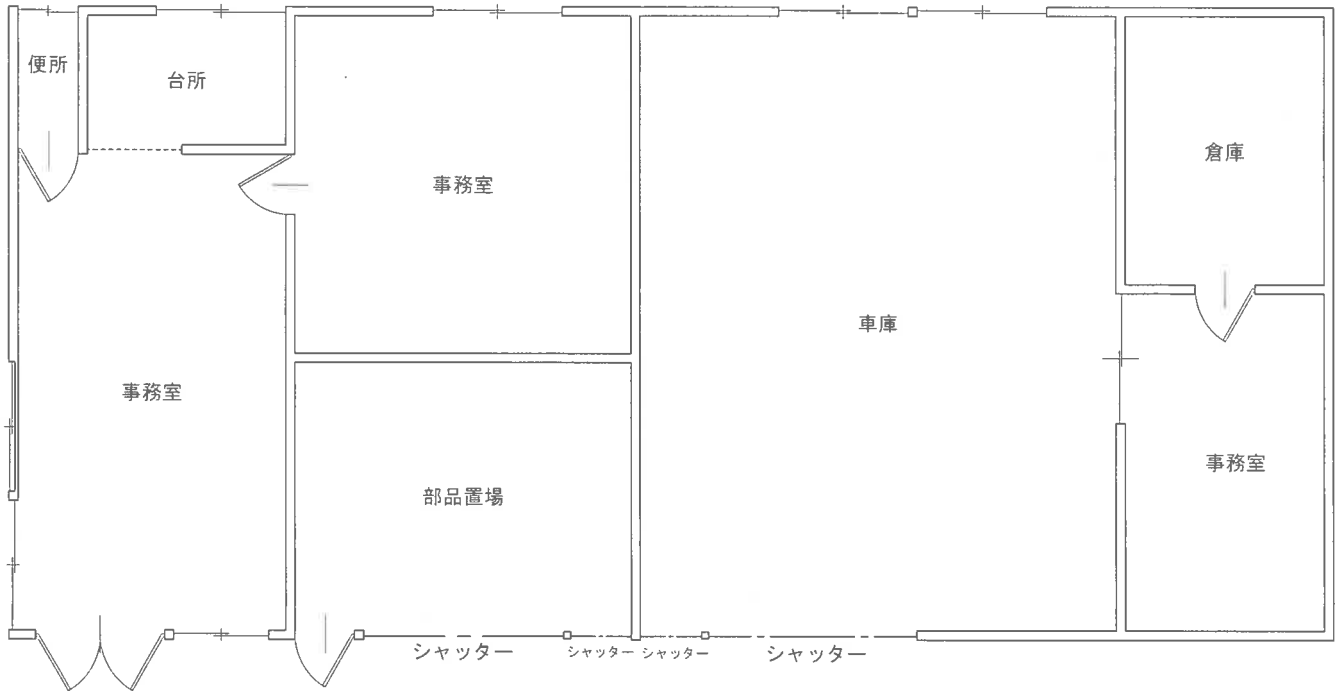 便所
台所
事務室
倉庫
車庫
事務室
事務室
部品置場
シャッター
シャッター
シャッター
シャッター